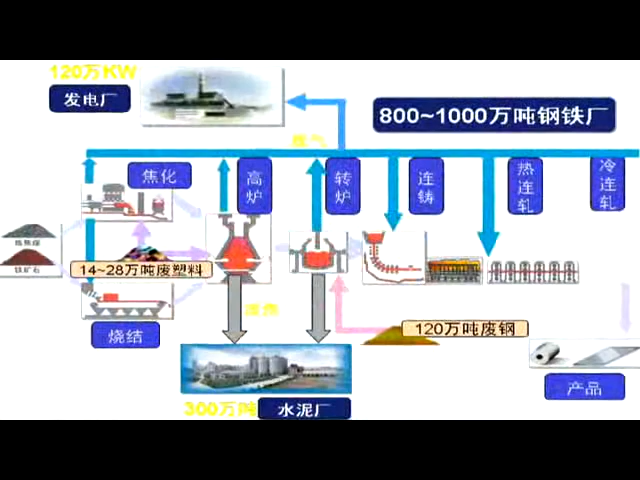 120万KW
发电厂
800~1000万吨钢铁厂
煤气
焦化
高炉
转炉
连铸
热连轧
冷连轧
炼焦煤
铁矿石
14~28万吨废塑料
烧结
废渣
120万吨废钢
产品
300万吨
水泥厂